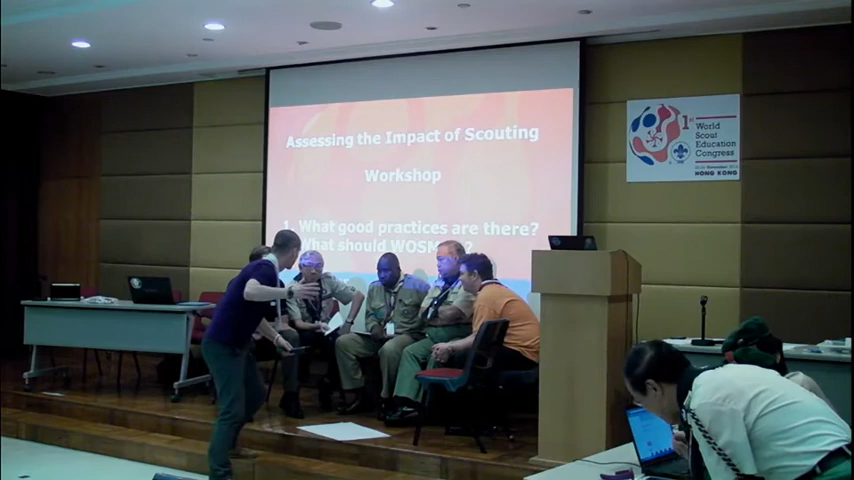 Assessing the Impact of Scouting
Workshop
1. What good practices are there?
What should WOSM
1st
World
Scout
Education
Congress
HONG KONG